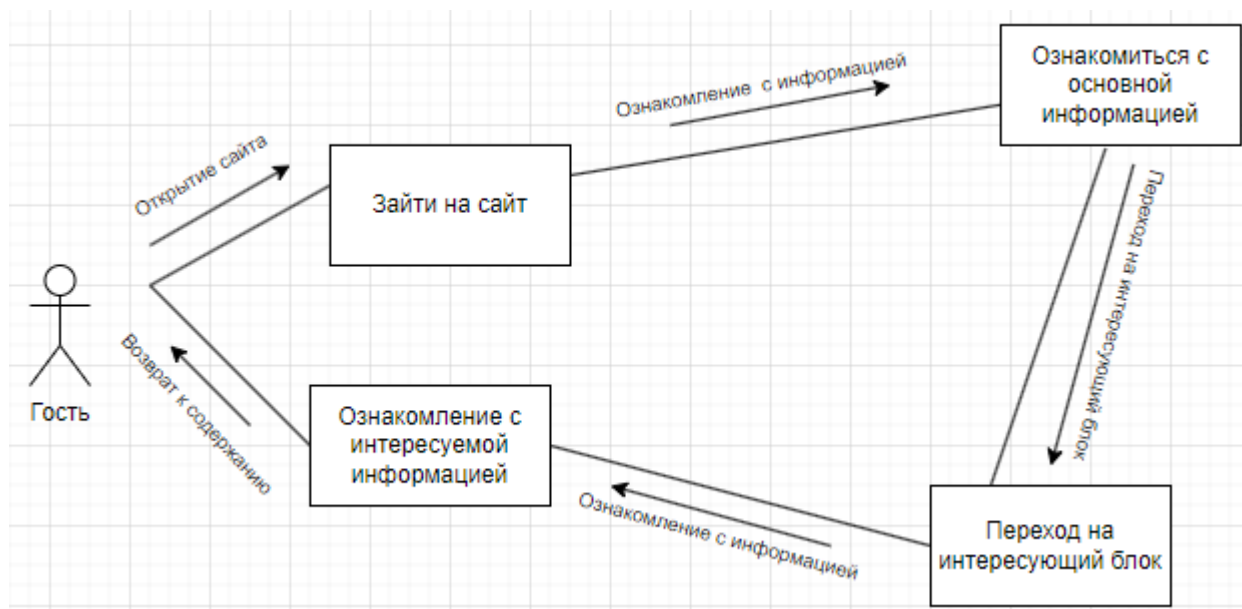 Ознакомиться с
основной
информацией
Ознакомление с информацией
Открытие сайта
Зайти на сайт
Переход на интересующий блок
Гость
Возврат к содержанию
Ознакомление с
интересуемой
информацией
Ознакомление с информацией
Переход на
интересующий блок